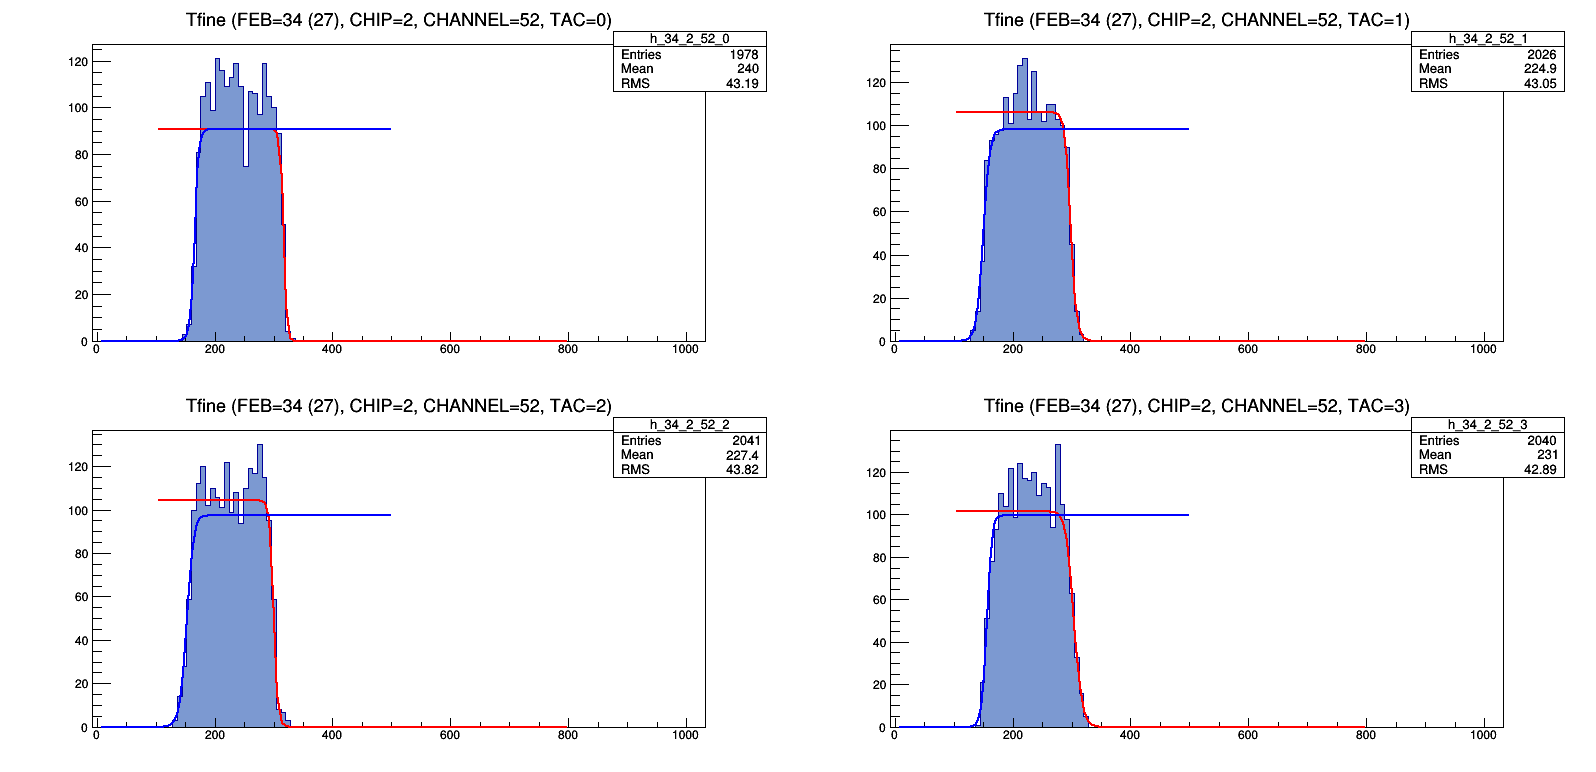 Tfine (FEB=34 (27), CHIP=2, CHANNEL=52, TAC=0)
h_34_2_52_0
Entries 1978
Mean 240
RMS 43.19
120
100
80
60
40
20
0
0 200 400 600 800 1000
Tfine (FEB=34 (27), CHIP=2, CHANNEL=52, TAC=1)
h_34_2_52_1
Entries 2026
Mean 224.9
RMS 43.05
120
100
80
60
40
20
0
0 200 400 600 800 1000
Tfine (FEB=34 (27), CHIP=2, CHANNEL=52, TAC=2)
h_34_2_52_2
Entries 2041
Mean 227.4
RMS 43.82
120
100
80
60
40
20
0
0 200 400 600 800 1000
Tfine (FEB=34 (27), CHIP=2, CHANNEL=52, TAC=3)
h_34_2_52_3
Entries 2040
Mean 231
RMS 42.89
120
100
80
60
40
20
0
0 200 400 600 800 1000